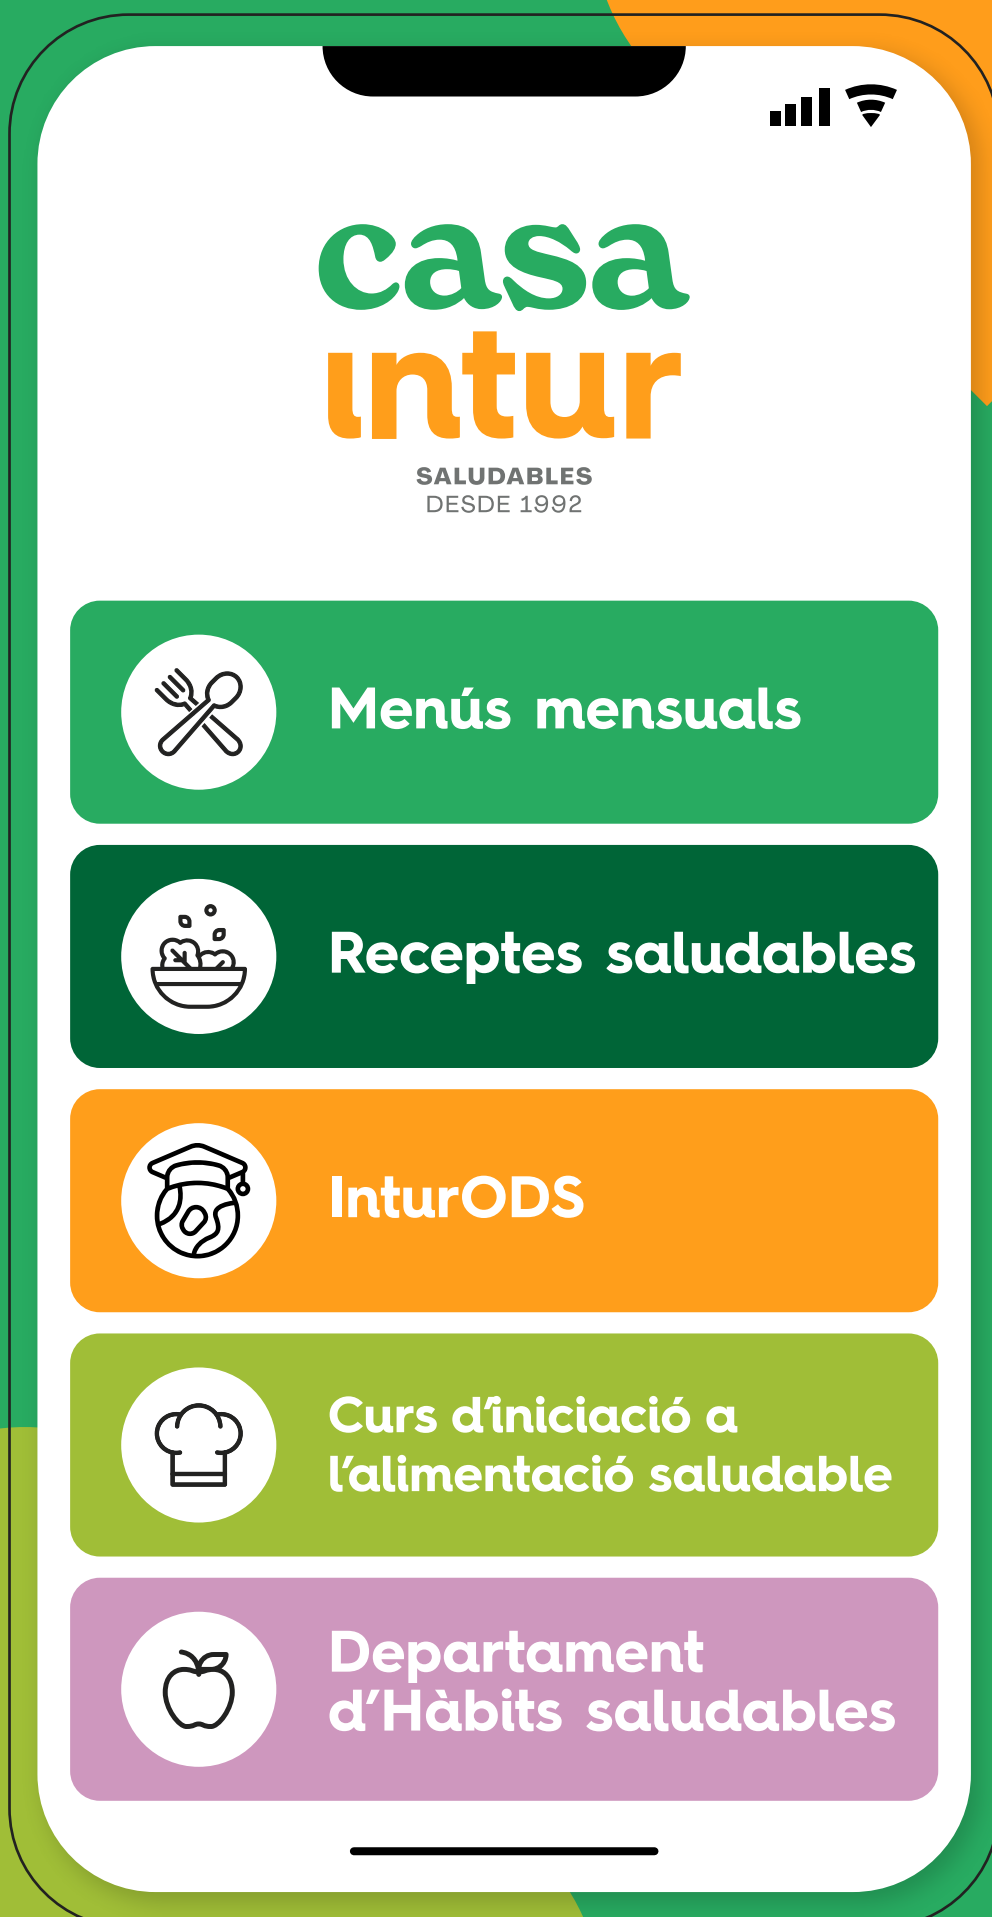 casa
intur
SALUDABLES
DESDE 1992
Menús mensuals
Receptes saludables
InturODS
Curs d’iniciació a
l’alimentació saludable
Departament
d’Hàbits saludables